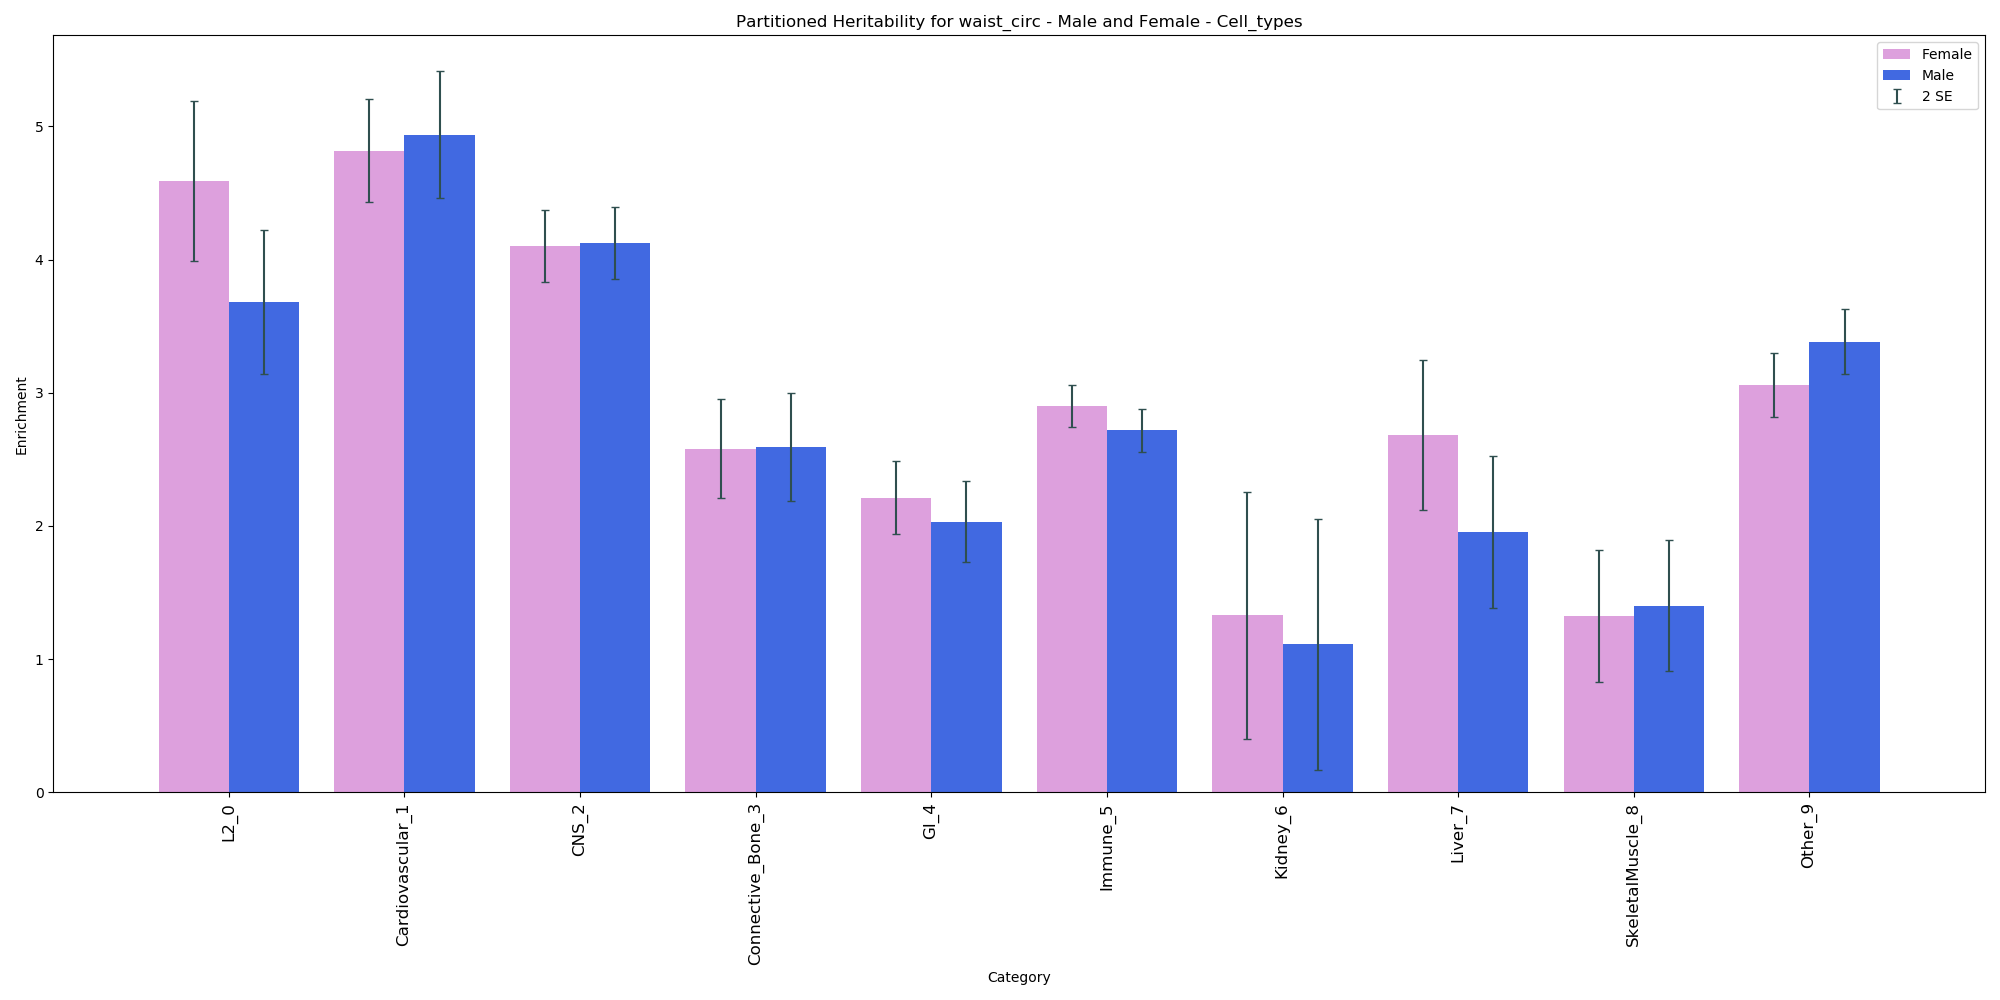 Partitioned Heritability for waist_circ - Male and Female - Cell_types
Female
Male
2 SE
Enrichment
5
4
3
2
1
0
L2_0
Cardiovascular_1
CNS_2
Connective_Bone_3
GI_4
Immune_5
Kidney_6
Liver_7
SkeletalMuscle_8
Other_9
Category